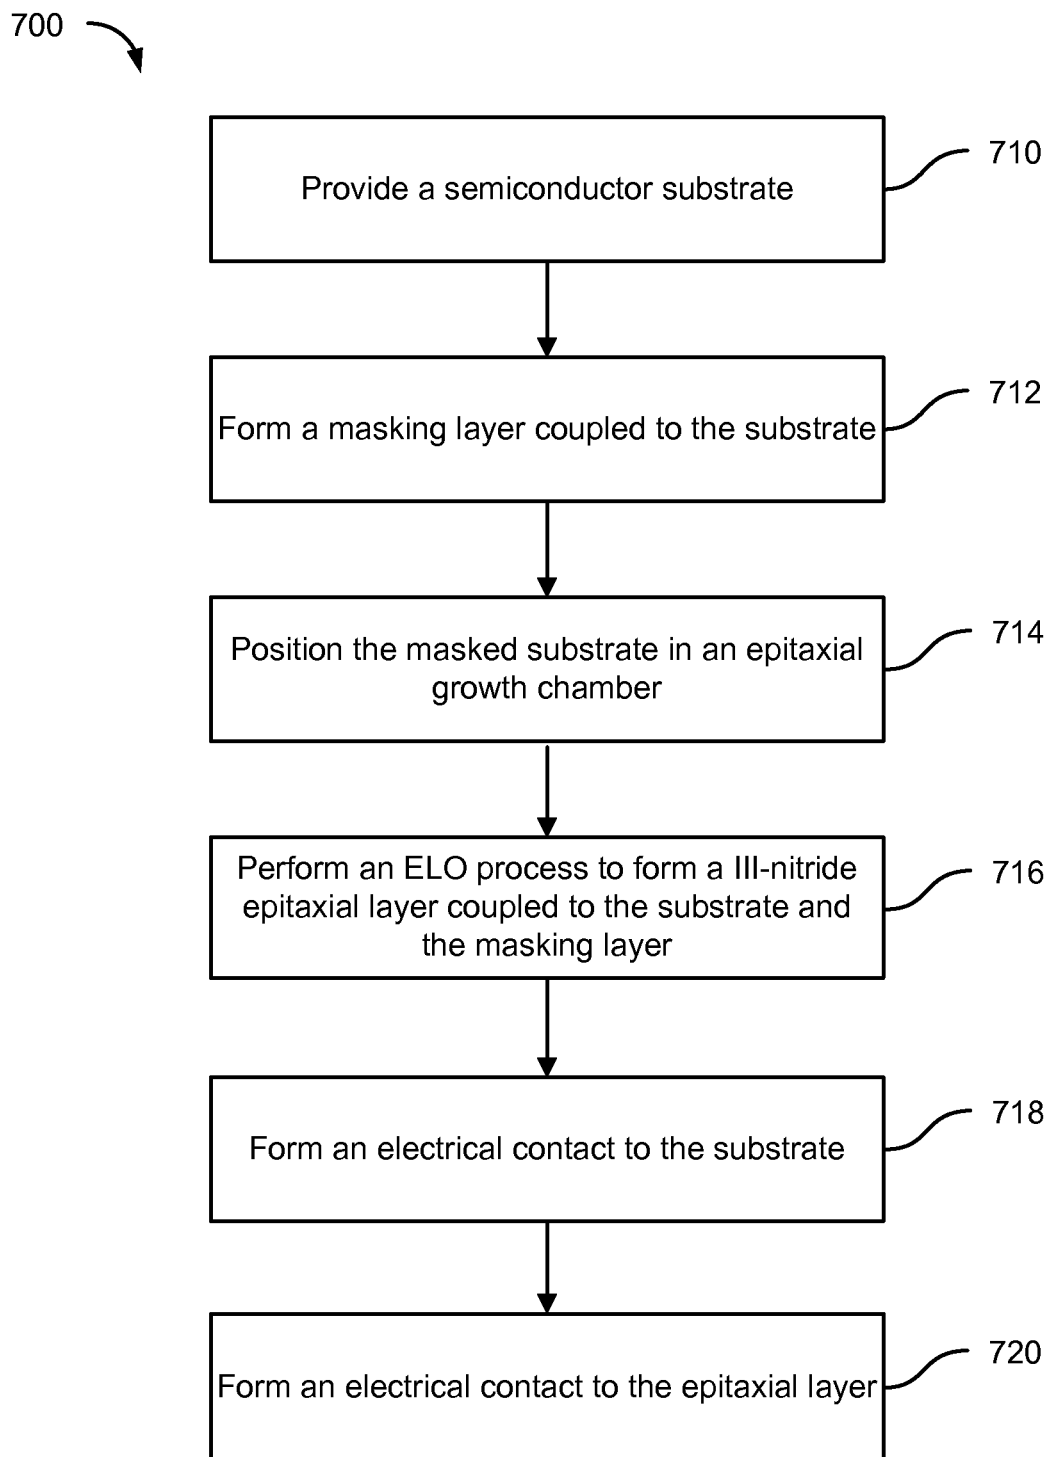 700
Provide a semiconductor substrate
710
Form a masking layer coupled to the substrate
712
Position the masked substrate in an epitaxial
growth chamber
714
Perform an ELO process to form a III-nitride
epitaxial layer coupled to the substrate and
the masking layer
716
Form an electrical contact to the substrate
718
Form an electrical contact to the epitaxial layer
720